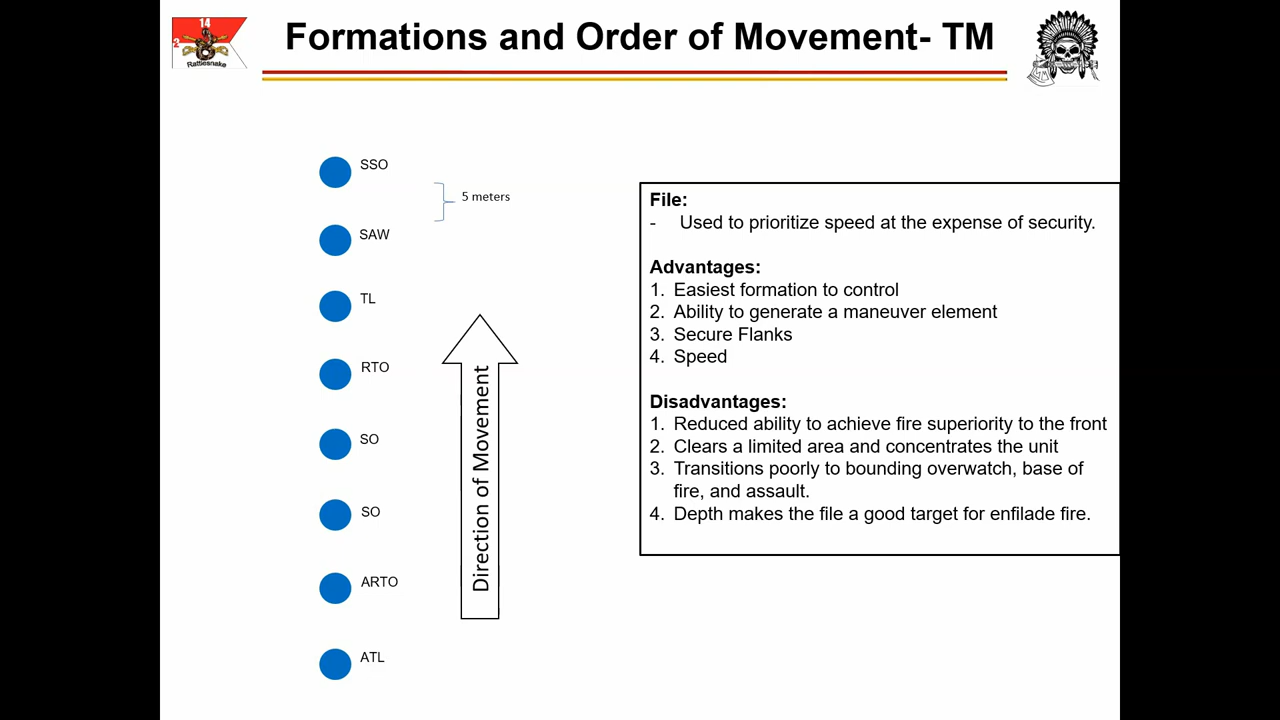 14
2
Rattlesnake
Formations and Order of Movement- TM
SSO
5 meters
SAW
TL
RTO
SO
SO
ARTO
ATL
Direction of Movement
File:
- Used to prioritize speed at the expense of security.
Advantages:
1. Easiest formation to control
2. Ability to generate a maneuver element
3. Secure Flanks
4. Speed
Disadvantages:
1. Reduced ability to achieve fire superiority to the front
2. Clears a limited area and concentrates the unit
3. Transitions poorly to bounding overwatch, base of
fire, and assault.
4. Depth makes the file a good target for enfilade fire.